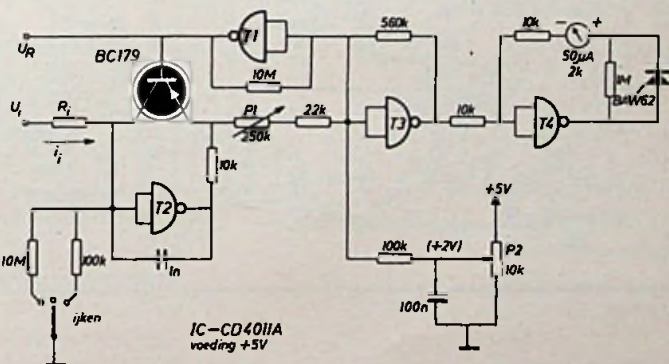 U_R
BC179
T1
10M
560k
10k
- +
50µA
2k
1M
BAW62
U_i
R_i
i_i
P1
250k
22k
T3
10k
T4
10k
T2
1n
10M
100k
ijken
100k
(+2V)
100n
+5V
P2
10k
IC-CD4011A
voeding +5V